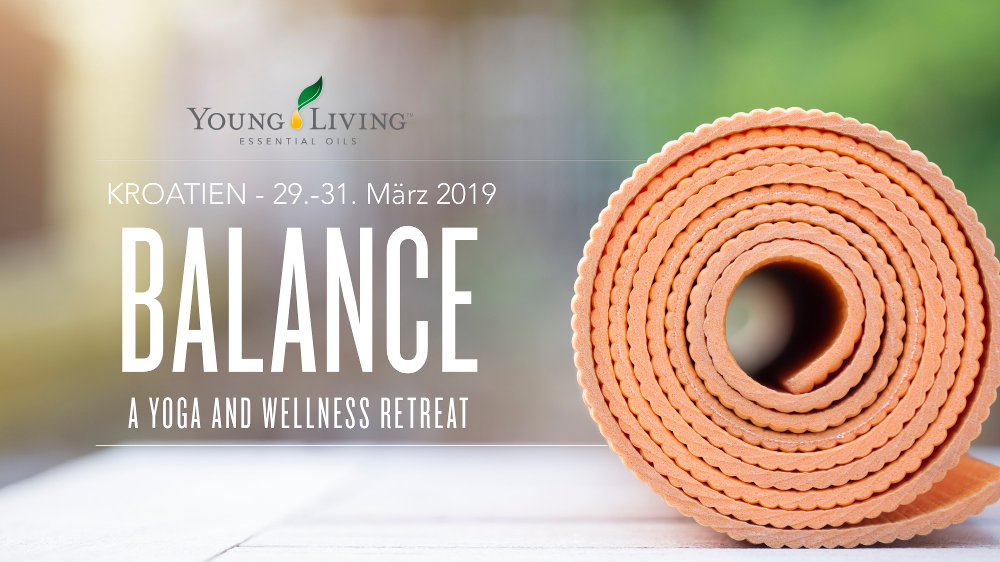 YOUNG LIVING™
ESSENTIAL OILS
KROATIEN - 29.-31. März 2019
BALANCE
A YOGA AND WELLNESS RETREAT